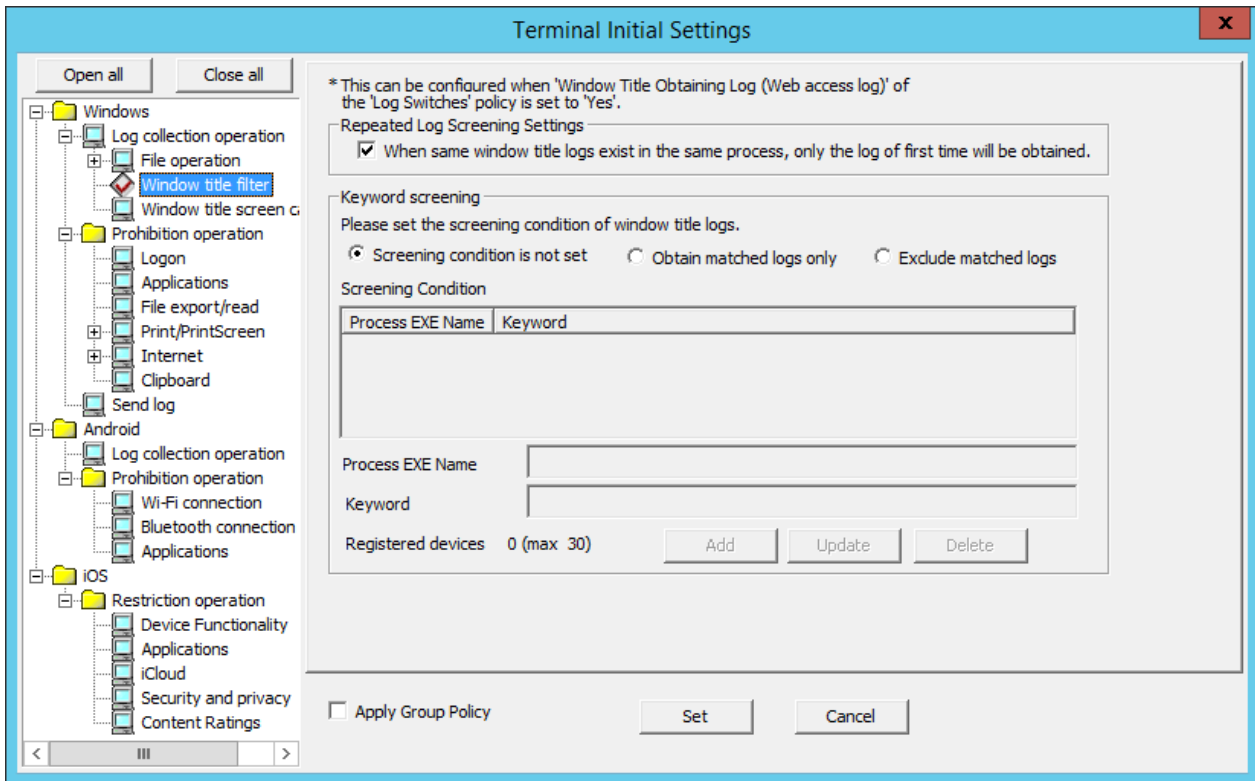 Terminal Initial Settings
x
Open all
Close all
Windows
Log collection operation
File operation
Window title filter
Window title screen
Prohibition operation
Logon
Applications
File export/read
Print/PrintScreen
Internet
Clipboard
Send log
Android
Log collection operation
Prohibition operation
Wi-Fi connection
Bluetooth connection
Applications
iOS
Restriction operation
Device Functionality
Applications
iCloud
Security and privacy
Content Ratings
* This can be configured when 'Window Title Obtaining Log (Web access log)' of
the 'Log Switches' policy is set to 'Yes'.
Repeated Log Screening Settings
When same window title logs exist in the same process, only the log of first time will be obtained.
Keyword screening
Please set the screening condition of window title logs.
Screening condition is not set
Obtain matched logs only
Exclude matched logs
Screening Condition
Process EXE Name
Keyword
Process EXE Name
Keyword
Registered devices 0 (max 30)
Add
Update
Delete
Apply Group Policy
Set
Cancel